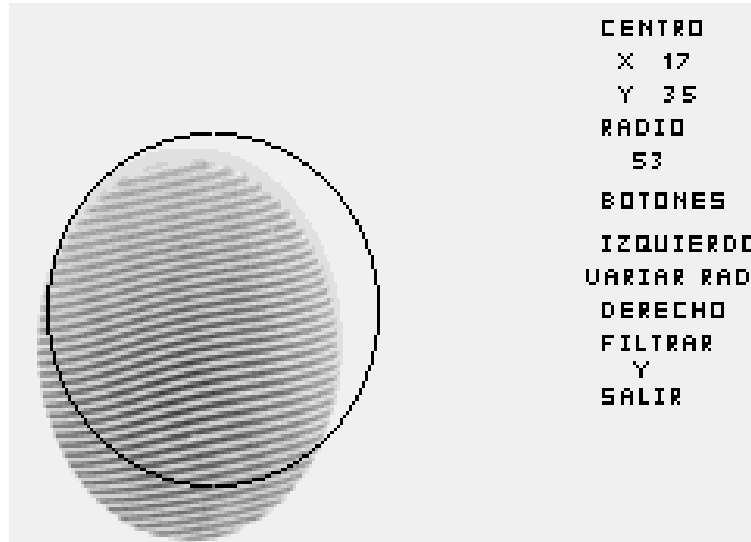 CENTRO
X 17
Y 35
RADIO
53
BOTONES
IZQUIERDO
VARIAR RAD
DERECHO
FILTRAR
Y
SALIR